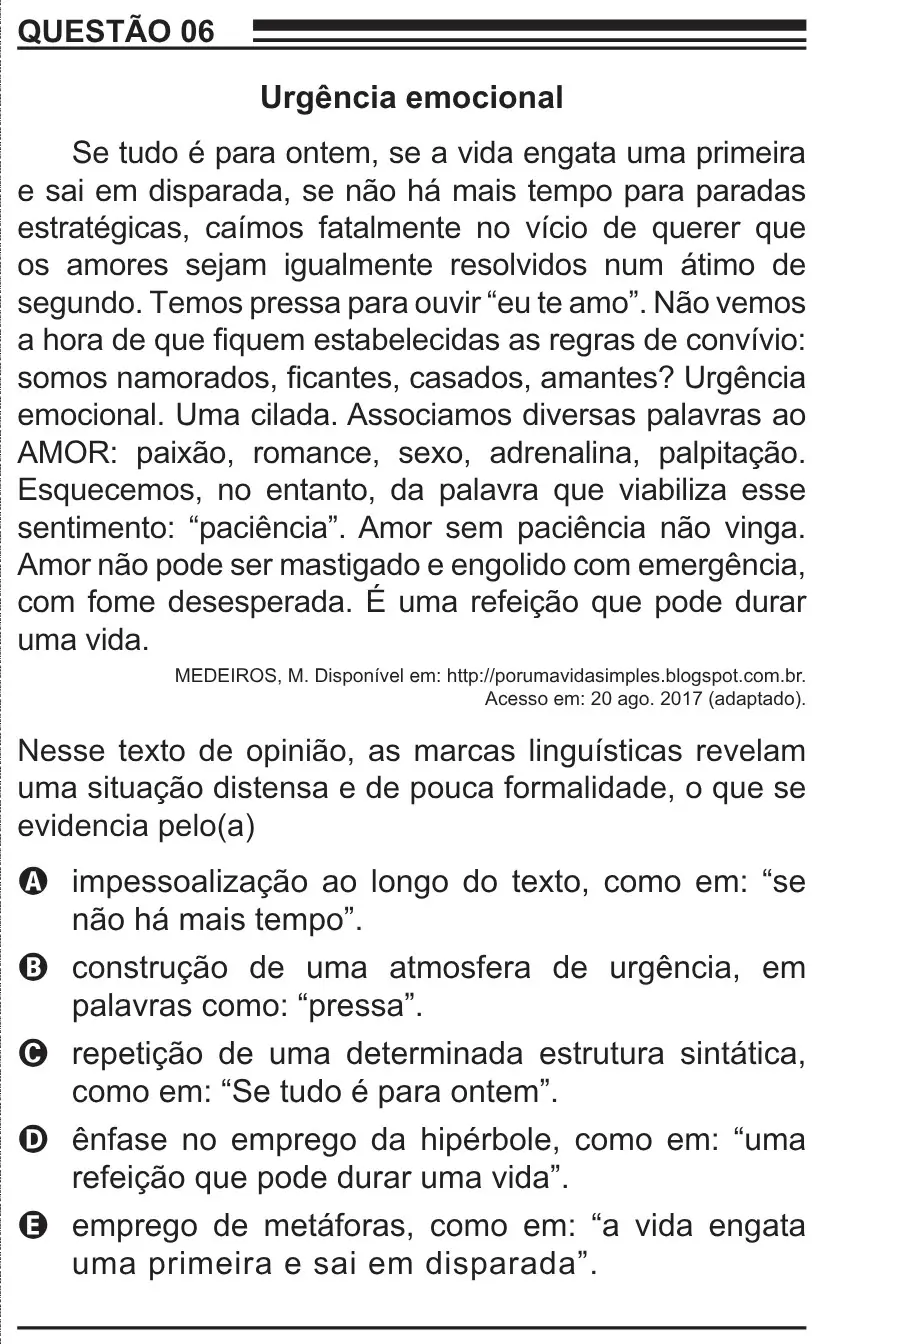 QUESTÃO 06
Urgência emocional
Se tudo é para ontem, se a vida engata uma primeira
e sai em disparada, se não há mais tempo para paradas
estratégicas, caímos fatalmente no vício de querer que
os amores sejam igualmente resolvidos num átimo de
segundo. Temos pressa para ouvir “eu te amo”. Não vemos
a hora de que fiquem estabelecidas as regras de convívio:
somos namorados, ficantes, casados, amantes? Urgência
emocional. Uma cilada. Associamos diversas palavras ao
AMOR: paixão, romance, sexo, adrenalina, palpitação.
Esquecemos, no entanto, da palavra que viabiliza esse
sentimento: “paciência”. Amor sem paciência não vinga.
Amor não pode ser mastigado e engolido com emergência,
com fome desesperada. É uma refeição que pode durar
uma vida.
MEDEIROS, M. Disponível em: http://porumavidasimples.blogspot.com.br.
Acesso em: 20 ago. 2017 (adaptado).
Nesse texto de opinião, as marcas linguísticas revelam
uma situação distensa e de pouca formalidade, o que se
evidencia pelo(a)
A impessoalização ao longo do texto, como em: “se
não há mais tempo”.
B construção de uma atmosfera de urgência, em
palavras como: “pressa”.
C repetição de uma determinada estrutura sintática,
como em: “Se tudo é para ontem”.
D ênfase no emprego da hipérbole, como em: “uma
refeição que pode durar uma vida”.
E emprego de metáforas, como em: “a vida engata
uma primeira e sai em disparada”.